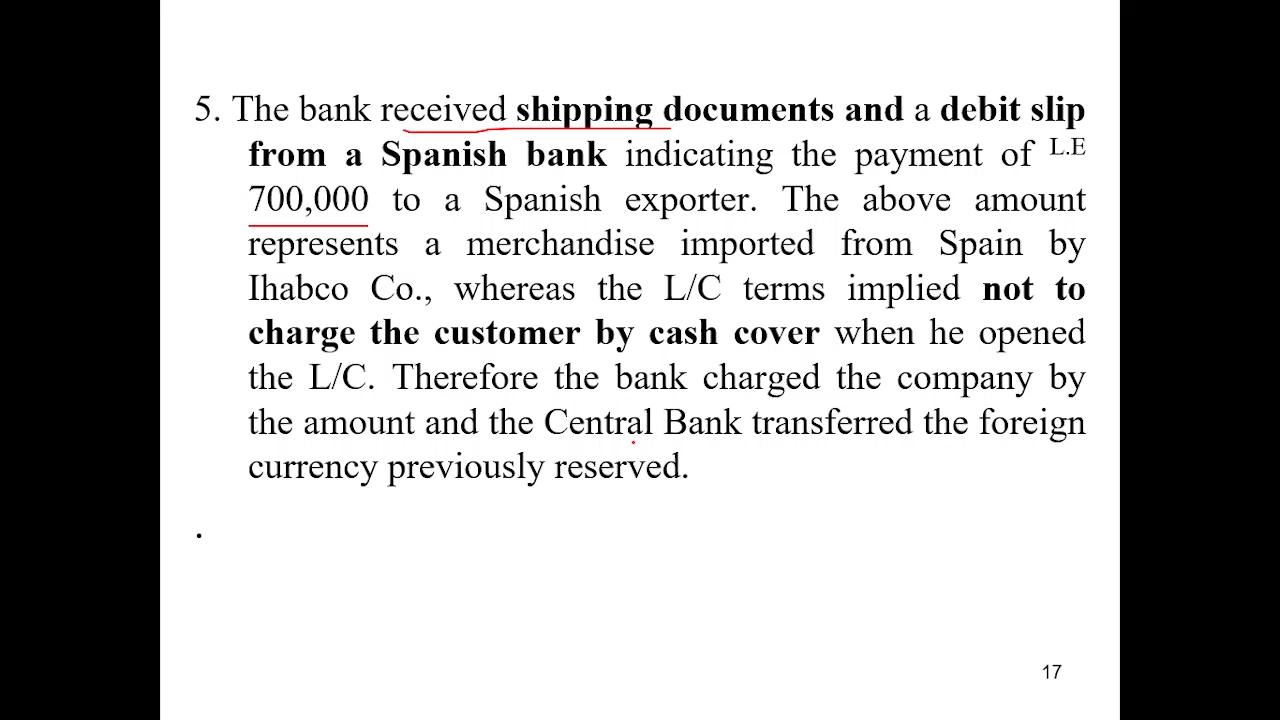 5. The bank received shipping documents and a debit slip
from a Spanish bank indicating the payment of L.E
700,000 to a Spanish exporter. The above amount
represents a merchandise imported from Spain by
Ihabco Co., whereas the L/C terms implied not to
charge the customer by cash cover when he opened
the L/C. Therefore the bank charged the company by
the amount and the Central Bank transferred the foreign
currency previously reserved.
.
17